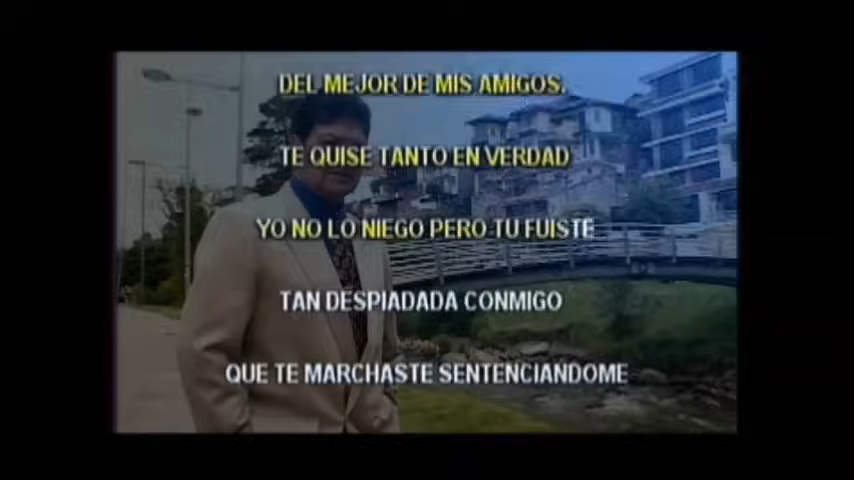 DEL MEJOR DE MIS AMIGOS.
TE QUISE TANTO EN VERDAD
YO NO LO NIEGO PERO TU FUISTE
TAN DESPIADADA CONMIGO
QUE TE MARCHASTE SENTENCIANDOME